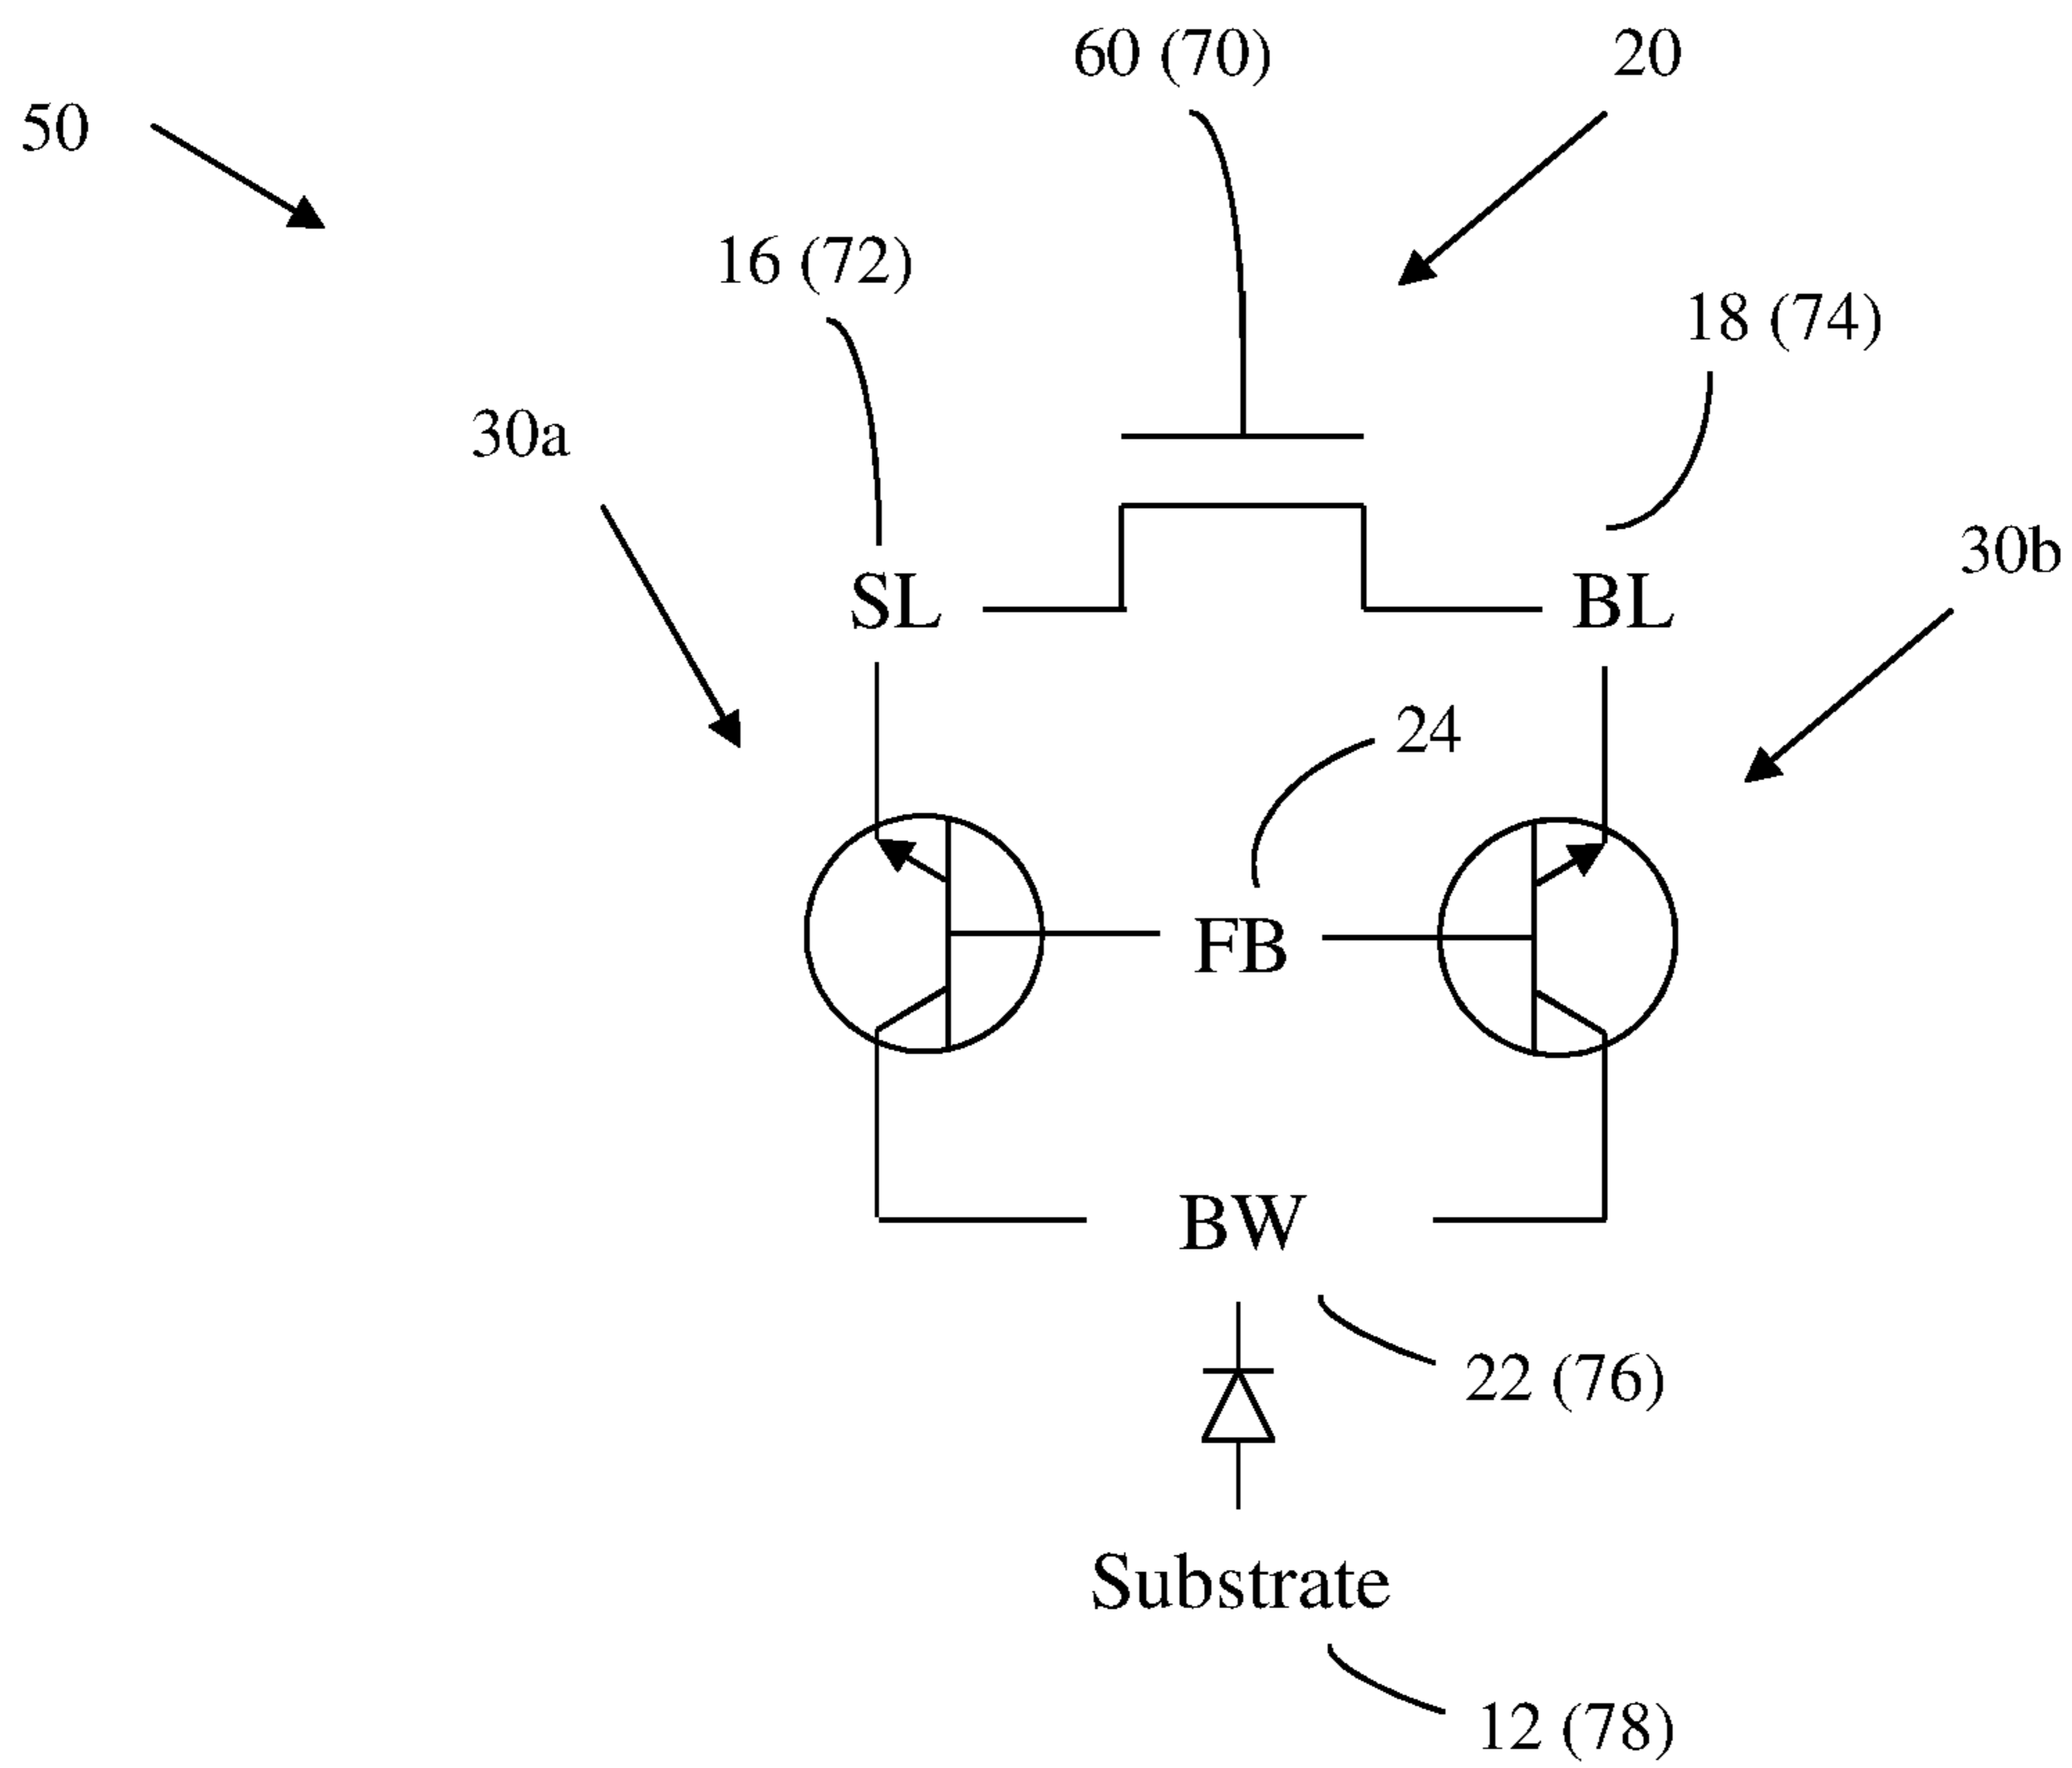 60 (70)
20
50
16 (72)
18 (74)
30a
30b
SL
BL
24
FB
BW
22 (76)
Substrate
12 (78)